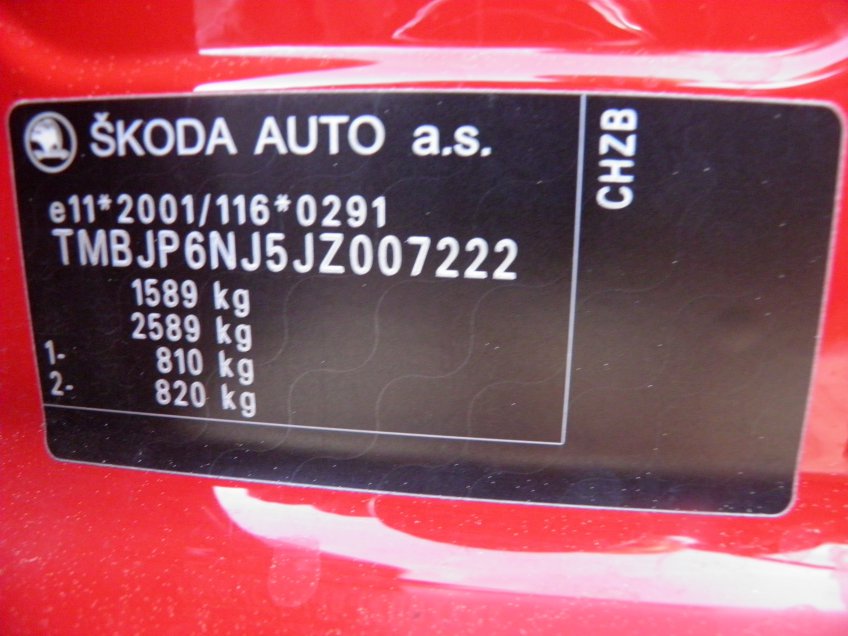 ŠKODA AUTO a.s.
e11*2001/116*0291
TMBJP6NJ5JZ007222
1589 kg
2589 kg
1- 810 kg
2- 820 kg
CHZB